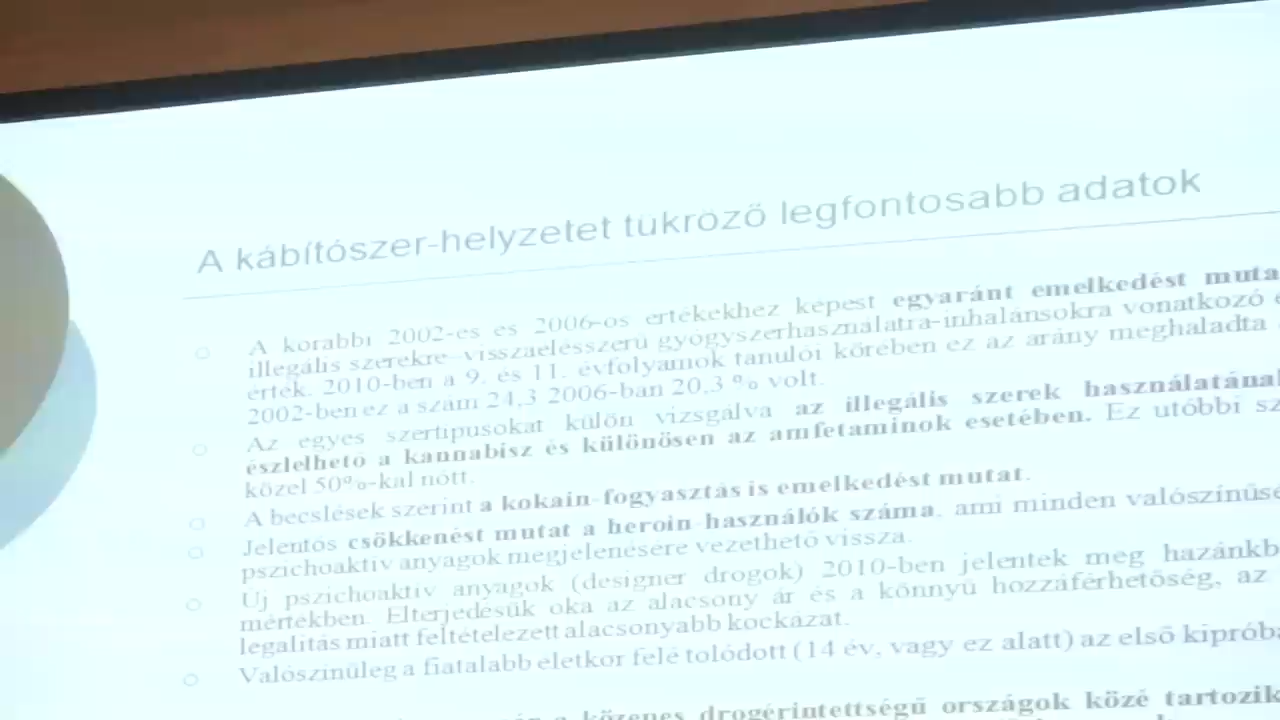 A kábítószer-helyzetet tükröző legfontosabb adatok
A korábbi 2002-es és 2006-os értékekhez képest egyaránt emelkedést
illegális szerekre visszaélésszerű gyógyszerhasználatra-inhalánsokra vonatkozó
érték. 2010-ben a 9. és 11. évfolyamok tanulói körében ez az arány meghaladta
2002-ben ez a szám 24,3 2006-ban 20,3 % volt.
Az egyes szertípusokat külön vizsgálva az illegális szerek
észlelhető a kannabisz és különösen az amfetaminok esetében. Ez utóbbi
közel 50%-kal nőtt.
A becslések szerint a kokain-fogyasztás is emelkedést mutat.
Jelentős csökkenést mutat a heroin-használók száma, ami minden
pszichoaktív anyagok megjelenésére vezethető vissza.
Új pszichoaktív anyagok (designer drogok) 2010-ben jelentek meg
mértékben. Elterjedésük oka az alacsony ár és a könnyű hozzáférhetőség, az
legalitás miatt feltételezett alacsonyabb kockázat.
Valószínűleg a fiatalabb életkor felé tolódott (14 év, vagy ez alatt) az első
a közepes drogérintettségű országok közé tartozik